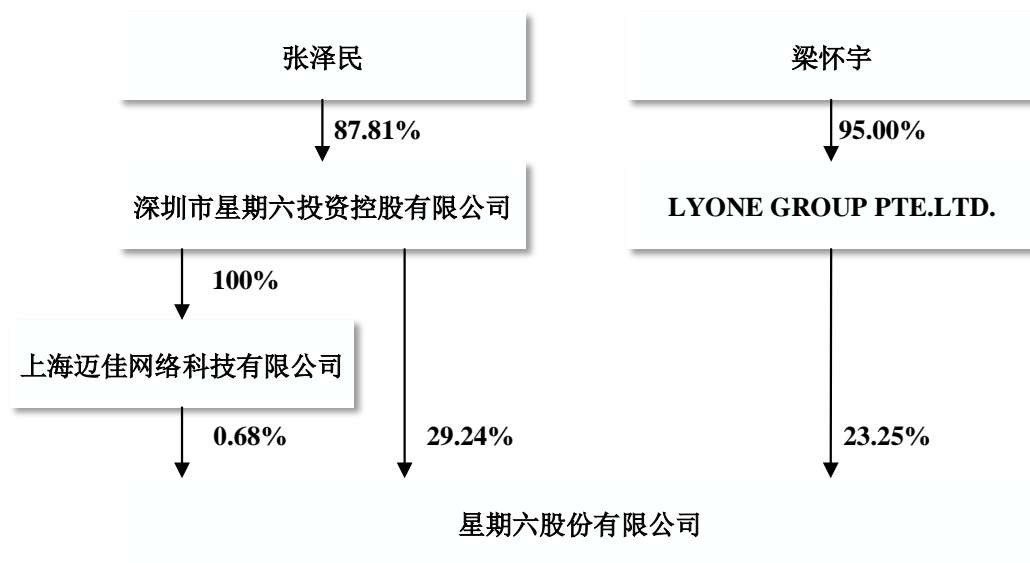 张泽民
梁怀宇
87.81%
95.00%
深圳市星期六投资控股有限公司
LYONE GROUP PTE.LTD.
100%
上海迈佳网络科技有限公司
0.68%
29.24%
23.25%
星期六股份有限公司